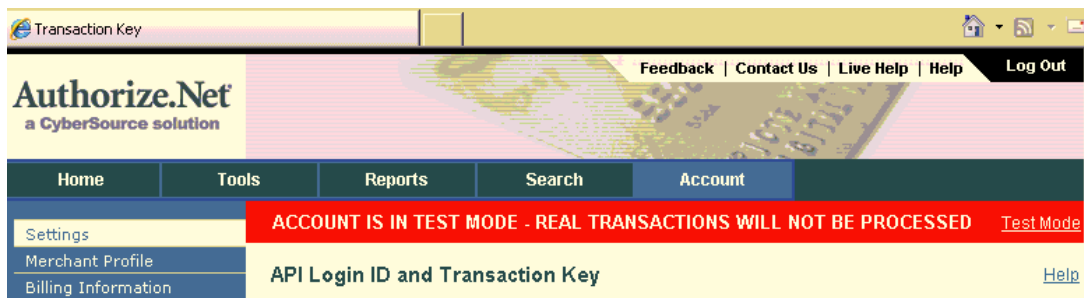 Transaction Key
Feedback | Contact Us | Live Help | Help
Log Out
Authorize.Net
a CyberSource solution
Home
Tools
Reports
Search
Account
ACCOUNT IS IN TEST MODE - REAL TRANSACTIONS WILL NOT BE PROCESSED
Test Mode
Settings
Merchant Profile
Billing Information
API Login ID and Transaction Key
Help